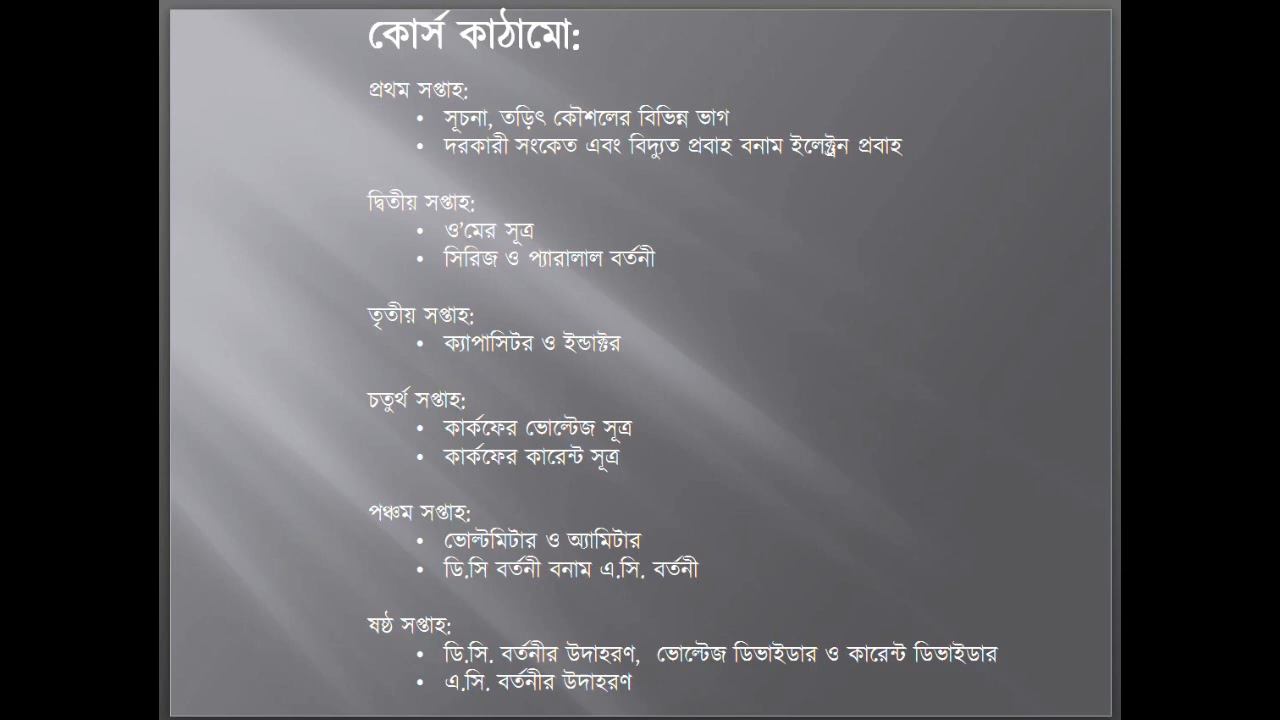 কোর্স কাঠামো:
প্রথম সপ্তাহ:
• সূচনা, তড়িৎ কৌশলের বিভিন্ন ভাগ
• দরকারী সংকেত এবং বিদ্যুত প্রবাহ বনাম ইলেক্ট্রন প্রবাহ
দ্বিতীয় সপ্তাহ:
• ও'মের সূত্র
• সিরিজ ও প্যারালাল বর্তনী
তৃতীয় সপ্তাহ:
• ক্যাপাসিটর ও ইন্ডাক্টর
চতুর্থ সপ্তাহ:
• কার্কফের ভোল্টেজ সূত্র
• কার্কফের কারেন্ট সূত্র
পঞ্চম সপ্তাহ:
• ভোল্টমিটার ও অ্যামিটার
• ডি.সি বর্তনী বনাম এ.সি. বর্তনী
ষষ্ঠ সপ্তাহ:
• ডি.সি. বর্তনীর উদাহরণ, ভোল্টেজ ডিভাইডার ও কারেন্ট ডিভাইডার
• এ.সি. বর্তনীর উদাহরণ